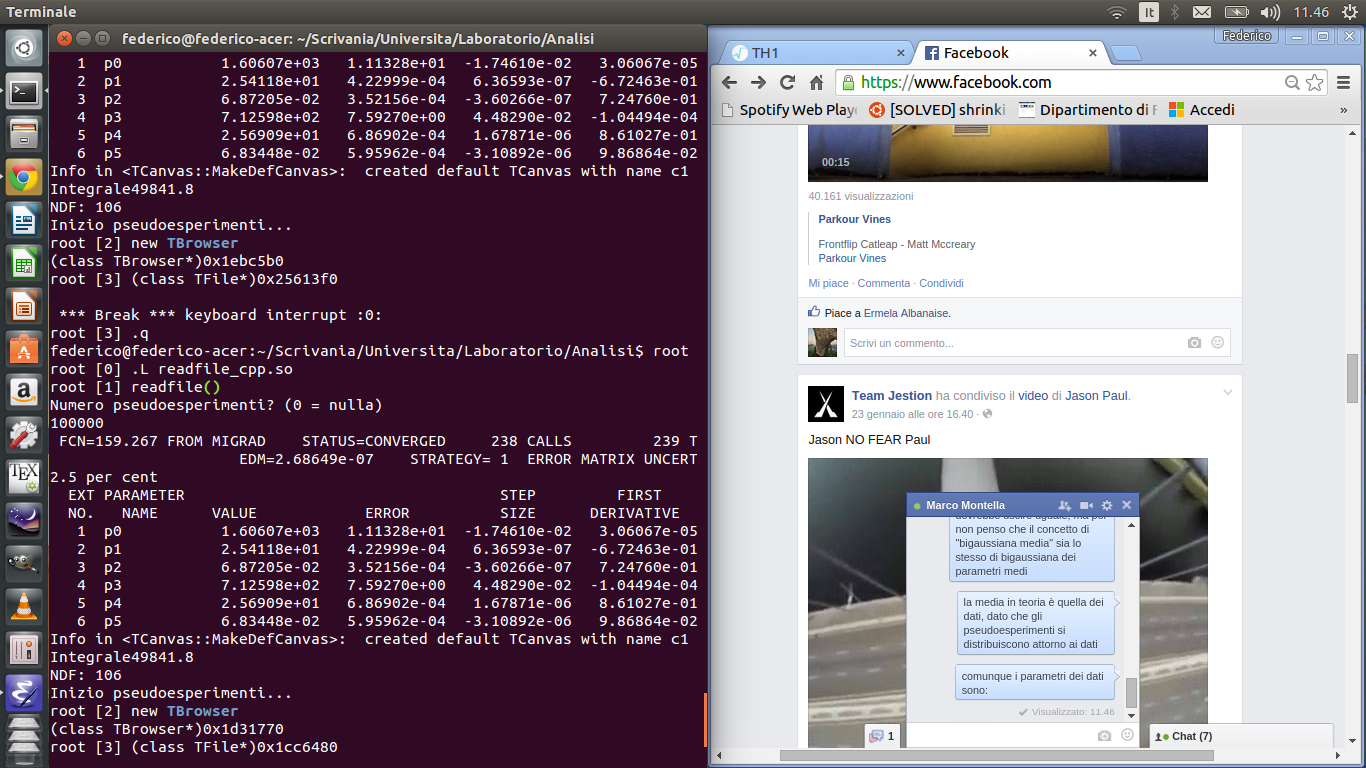 Terminale
It
11.46
federico@federico-acer: ~/Scrivania/Universita/Laboratorio/Analisi
1 p0 1.60607e+03 1.11328e+01 -1.74610e-02 3.06067e-05
2 p1 2.54118e+01 4.22999e-04 6.36593e-07 -6.72463e-01
3 p2 6.87205e-02 3.52156e-04 -3.60266e-07 7.24760e-01
4 p3 7.12598e+02 7.59270e+00 4.48290e-02 -1.04494e-04
5 p4 2.56909e+01 6.86902e-04 1.67871e-06 8.61027e-01
6 p5 6.83448e-02 5.95962e-04 -3.10892e-06 9.86864e-02
Info in <TCanvas::MakeDefCanvas>: created default TCanvas with name c1
Integrale49841.8
NDF: 106
Inizio pseudoesperimenti...
root [2] new TBrowser
(class TBrowser*)0x1ebc5b0
root [3] (class TFile*)0x25613f0
*** Break *** keyboard interrupt :0:
root [3] .q
federico@federico-acer:~/Scrivania/Universita/Laboratorio/Analisi$ root
root [0] .L readfile_cpp.so
root [1] readfile()
Numero pseudoesperimenti? (0 = nulla)
100000
FCN=159.267 FROM MIGRAD STATUS=CONVERGED 238 CALLS 239 T
EDM=2.68649e-07 STRATEGY= 1 ERROR MATRIX UNCERT
2.5 per cent
EXT PARAMETER STEP FIRST
NO. NAME VALUE ERROR SIZE DERIVATIVE
1 p0 1.60607e+03 1.11328e+01 -1.74610e-02 3.06067e-05
2 p1 2.54118e+01 4.22999e-04 6.36593e-07 -6.72463e-01
3 p2 6.87205e-02 3.52156e-04 -3.60266e-07 7.24760e-01
4 p3 7.12598e+02 7.59270e+00 4.48290e-02 -1.04494e-04
5 p4 2.56909e+01 6.86902e-04 1.67871e-06 8.61027e-01
6 p5 6.83448e-02 5.95962e-04 -3.10892e-06 9.86864e-02
Info in <TCanvas::MakeDefCanvas>: created default TCanvas with name c1
Integrale49841.8
NDF: 106
Inizio pseudoesperimenti...
root [2] new TBrowser
(class TBrowser*)0x1d31770
root [3] (class TFile*)0x1cc6480
TH1
Facebook
Federico
https://www.facebook.com
Spotify Web Playe
[SOLVED] shrinki
Dipartimento di F
Accedi
»
00:15
40.161 visualizzazioni
Parkour Vines
Frontflip Catleap - Matt Mccreary
Parkour Vines
Mi piace · Commenta · Condividi
Piace a Ermela Albanaise.
Scrivi un commento...
Team Jestion ha condiviso il video di Jason Paul.
23 gennaio alle ore 16.40 ·
Jason NO FEAR Paul
Marco Montella
dovrebbe uscire uguale, ma poi
non penso che il concetto di
"bigaussiana media" sia lo
stesso di bigaussiana dei
parametri medi
la media in teoria è quella dei
dati, dato che gli
pseudoesperimenti si
distribuiscono attorno ai dati
comunque i parametri dei dati
sono:
Visualizzato: 11.46
1
Chat (7)
a
TEX